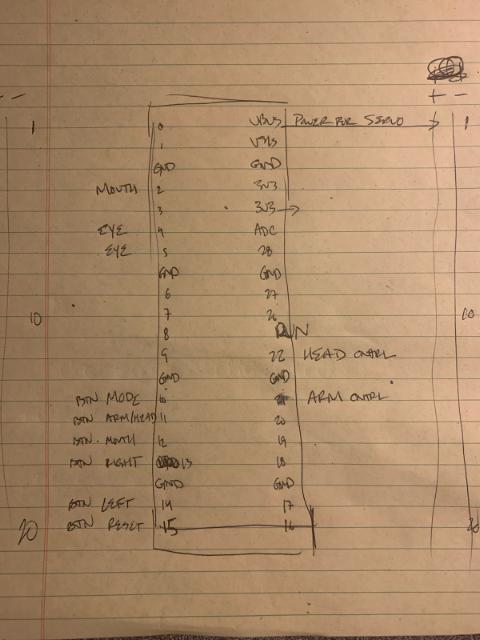 + -
1 0 VBUS POWER FOR SERVO 1
1 VSYS
GND GND
MOUTH 2 3V3
3 3V3
EYE 4 ADC
EYE 5 28
GND GND
6 27
10 7 26 10
8 RUN
9 22 HEAD CNTRL
GND GND
BTN MODE 10 21 ARM CNTRL
BTN ARM/HEAD 11 20
BTN MOUTH 12 19
BTN RIGHT 13 18
GND GND
BTN LEFT 14 17
20 BTN RESET 15 16 20